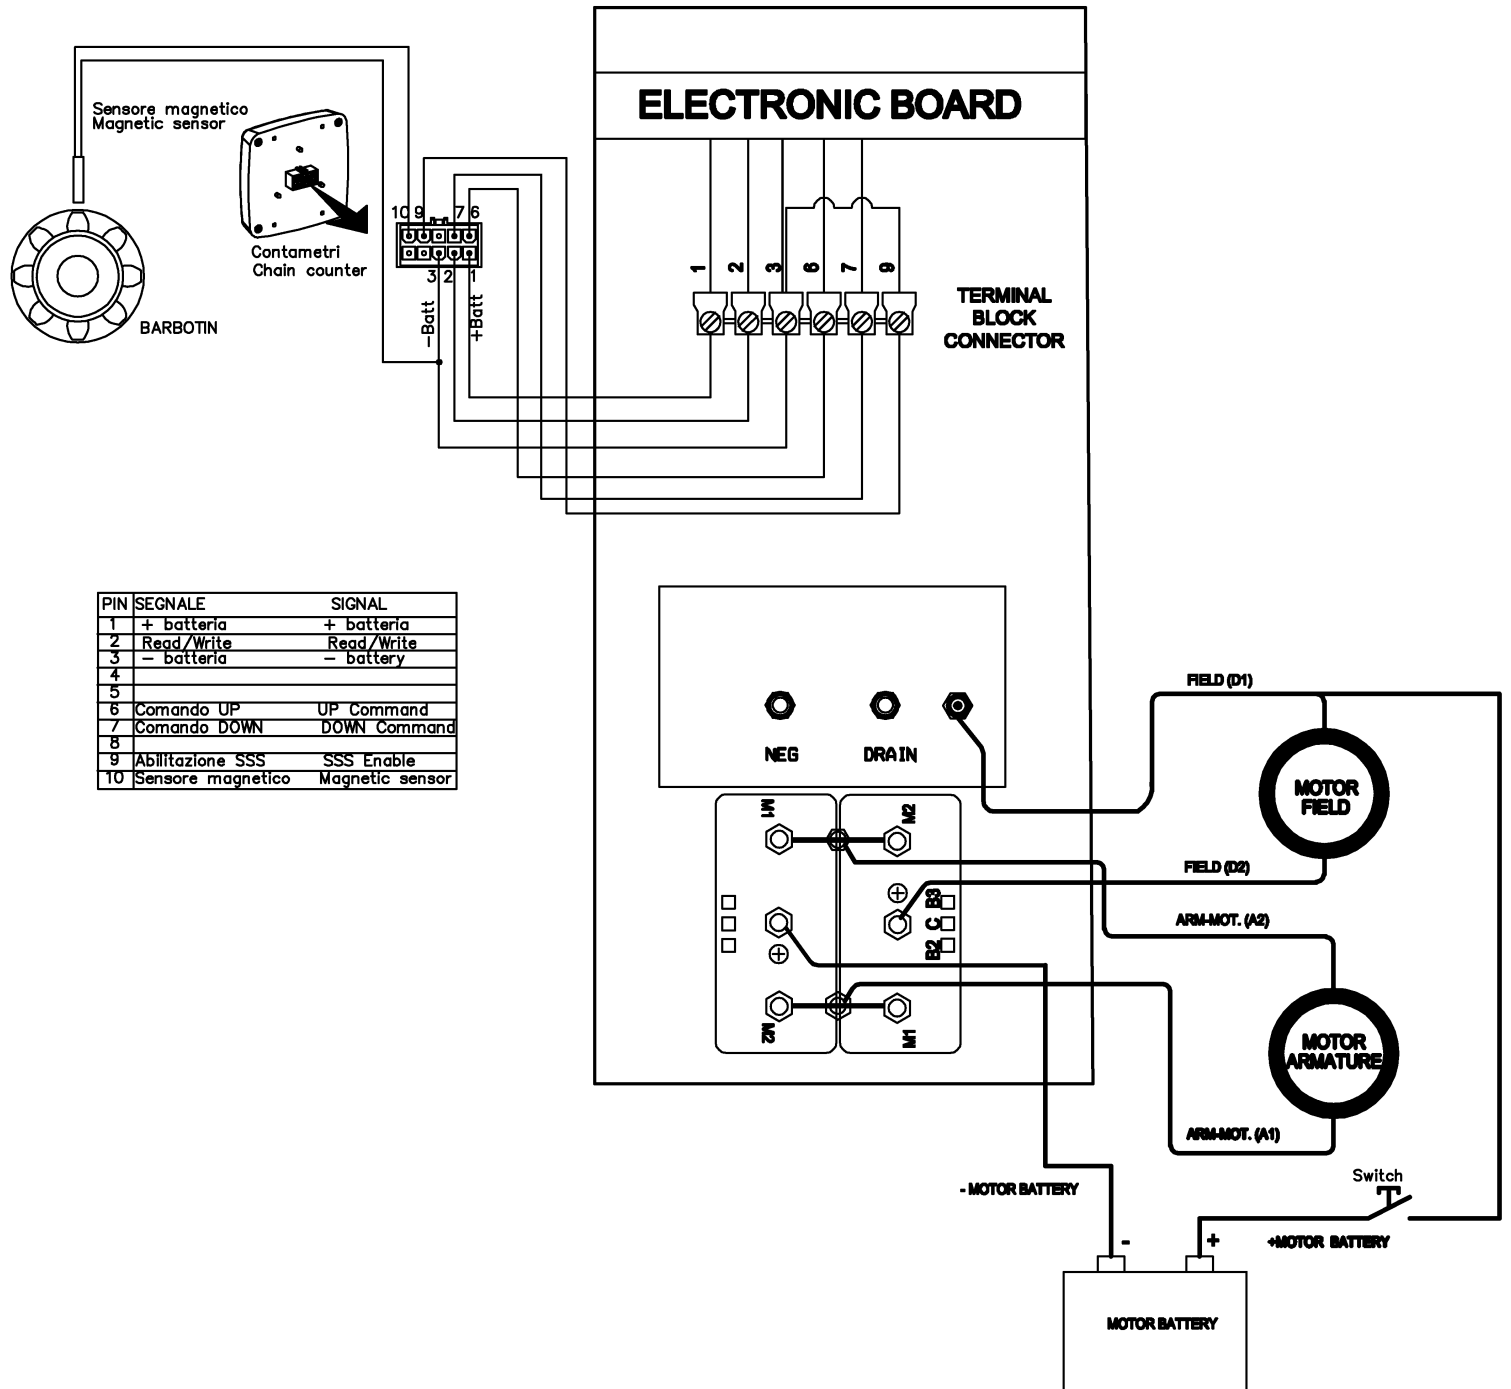 ELECTRONIC BOARD
Sensore magnetico
Magnetic sensor
Contametri
Chain counter
BARBOTIN
10 9 7 6
3 2 1
-Batt
+Batt
1 2 3 6 7 9
TERMINAL
BLOCK
CONNECTOR
PIN SEGNALE SIGNAL
1 + batteria + batteria
2 Read/Write Read/Write
3 - batteria - battery
4
5
6 Comando UP UP Command
7 Comando DOWN DOWN Command
8
9 Abilitazione SSS SSS Enable
10 Sensore magnetico Magnetic sensor
NEG DRAIN
M1
M2
B3
C
B2
M2
M1
FIELD (D1)
MOTOR
FIELD
FIELD (D2)
ARM-MOT. (A2)
MOTOR
ARMATURE
ARM-MOT. (A1)
Switch
- MOTOR BATTERY
- +
+MOTOR BATTERY
MOTOR BATTERY